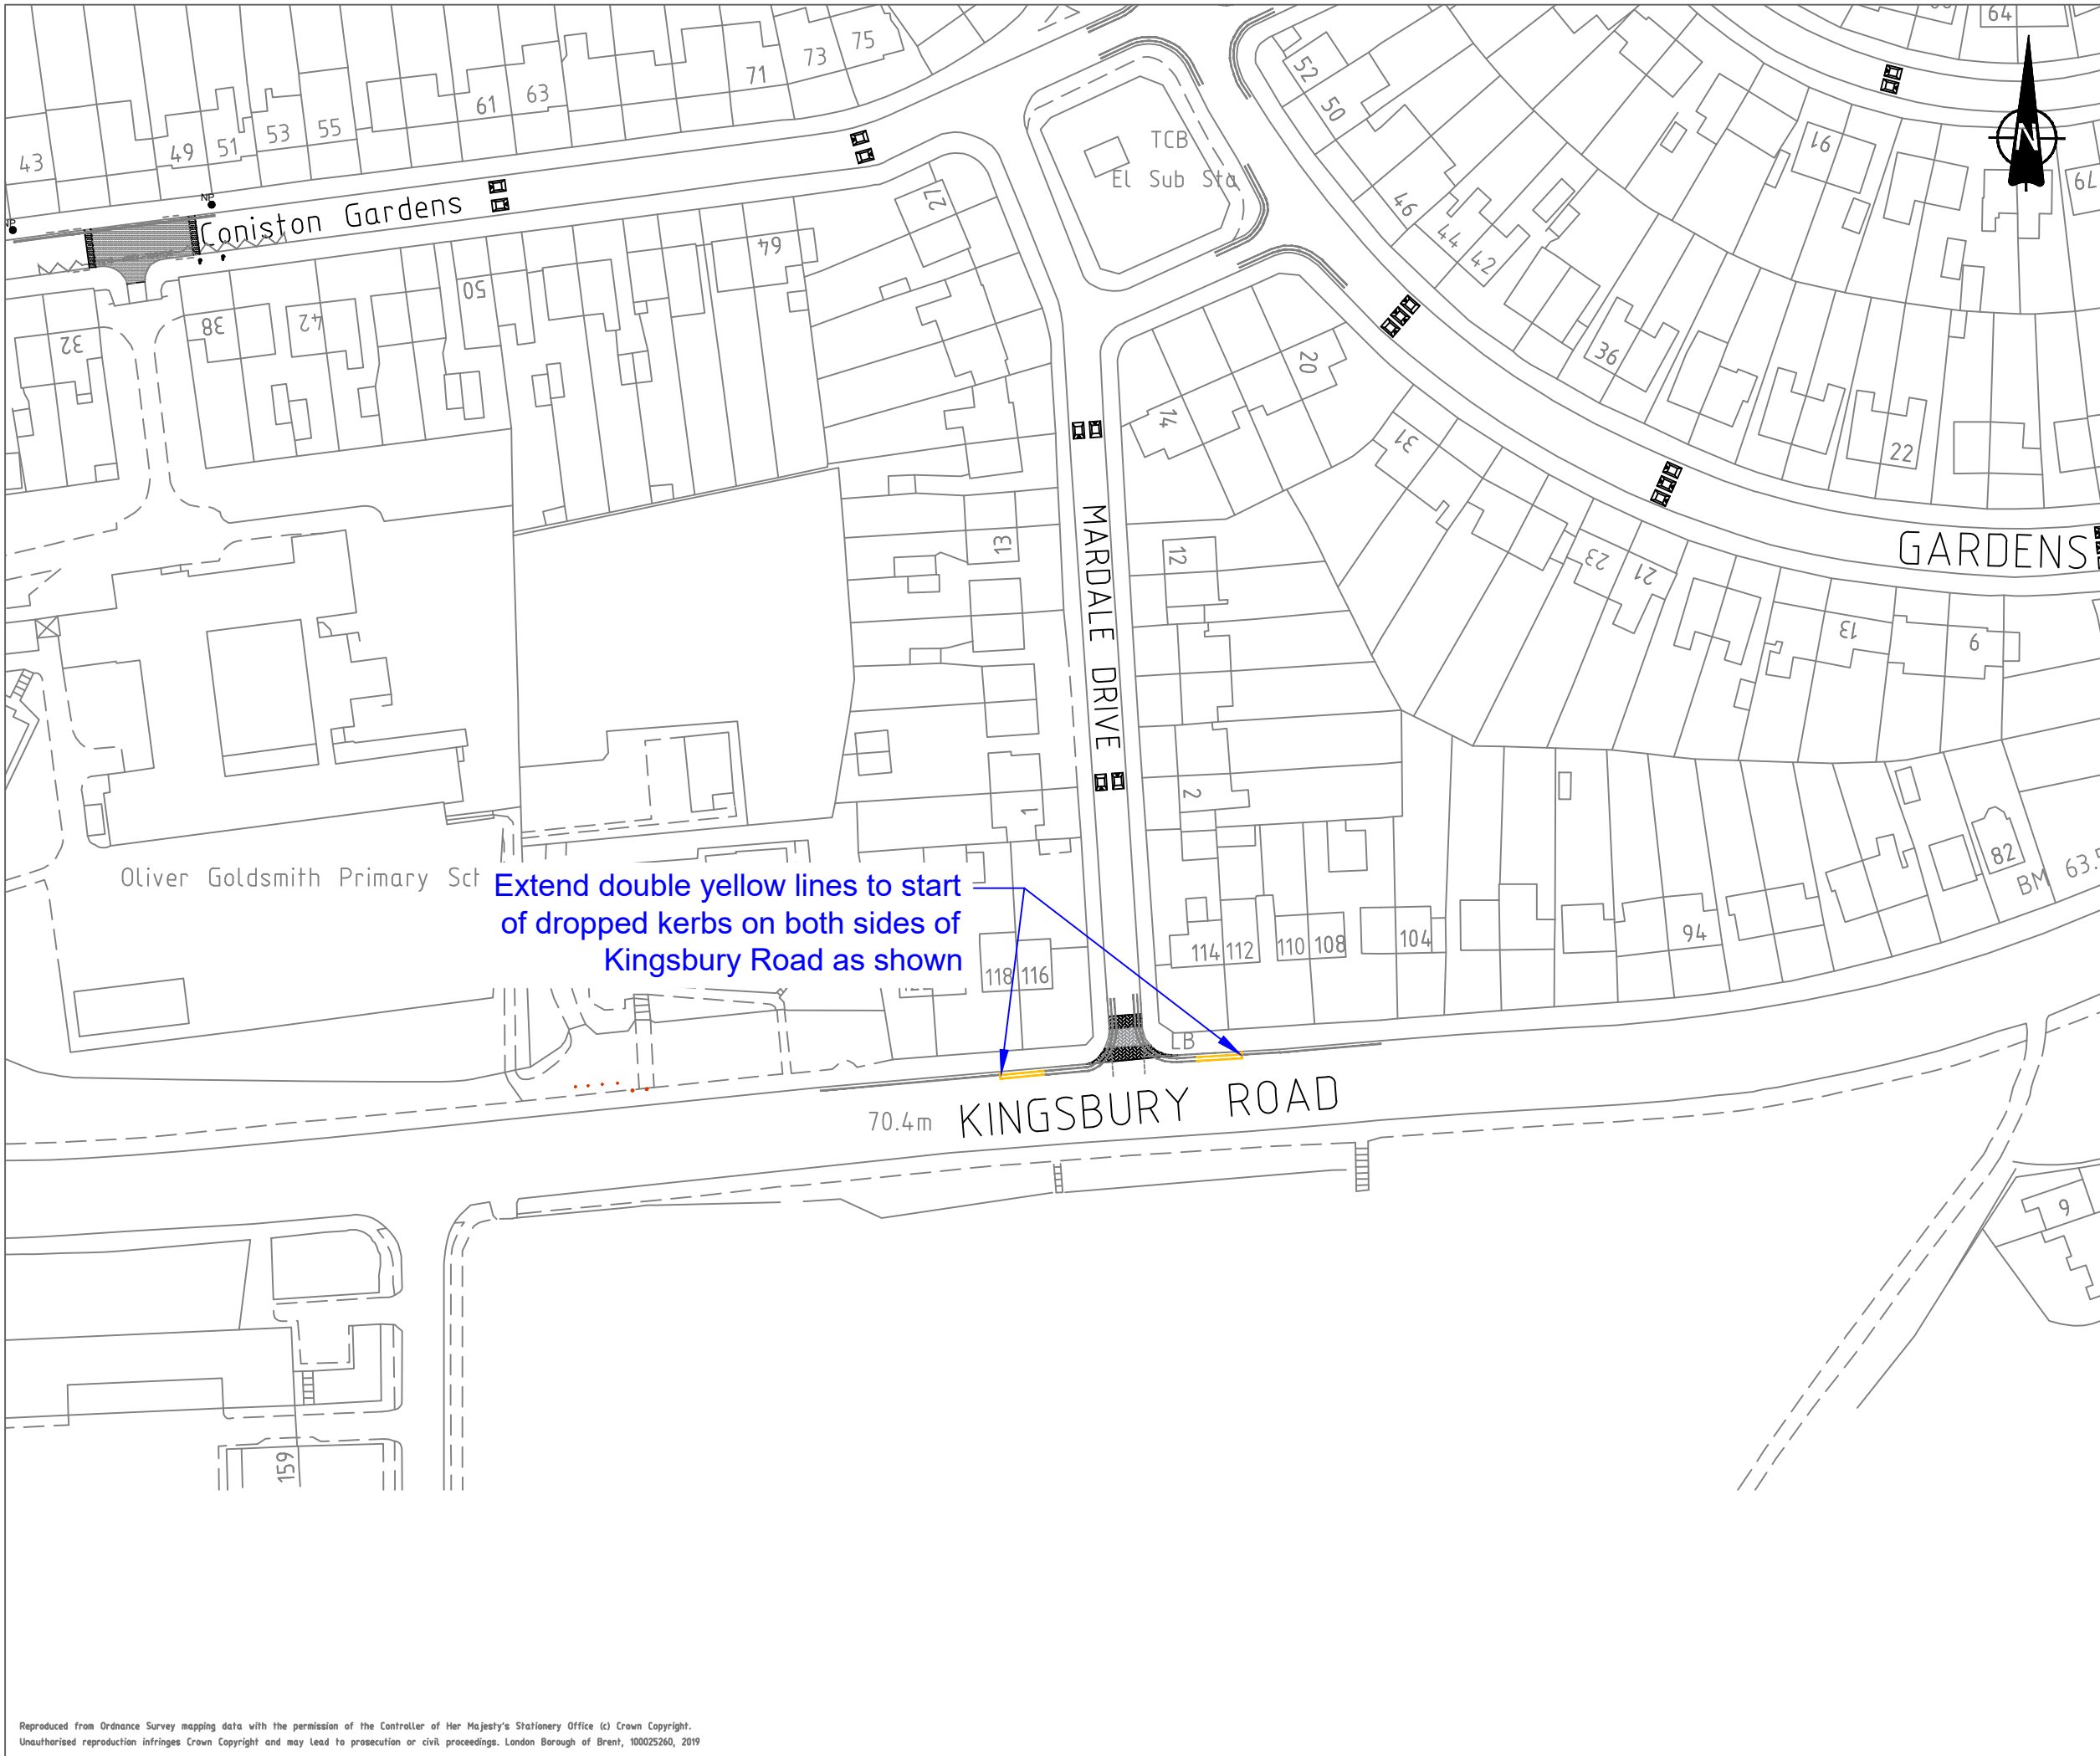 64
75
73
71
63
61
55
53
51
49
43
52
50
TCB
El Sub Sta
16
N
79
NP
Coniston Gardens
27
46
44
42
64
50
38
42
32
36
20
14
31
22
13
12
MARDALE DRIVE
23
21
GARDENS
13
9
2
1
82
BM 63.
Oliver Goldsmith Primary Sch
Extend double yellow lines to start
of dropped kerbs on both sides of
Kingsbury Road as shown
94
104
108
110
112
114
116
118
LB
KINGSBURY ROAD
70.4m
9
159
Reproduced from Ordnance Survey mapping data with the permission of the Controller of Her Majesty's Stationery Office (c) Crown Copyright.
Unauthorised reproduction infringes Crown Copyright and may lead to prosecution or civil proceedings. London Borough of Brent, 100025260, 2019